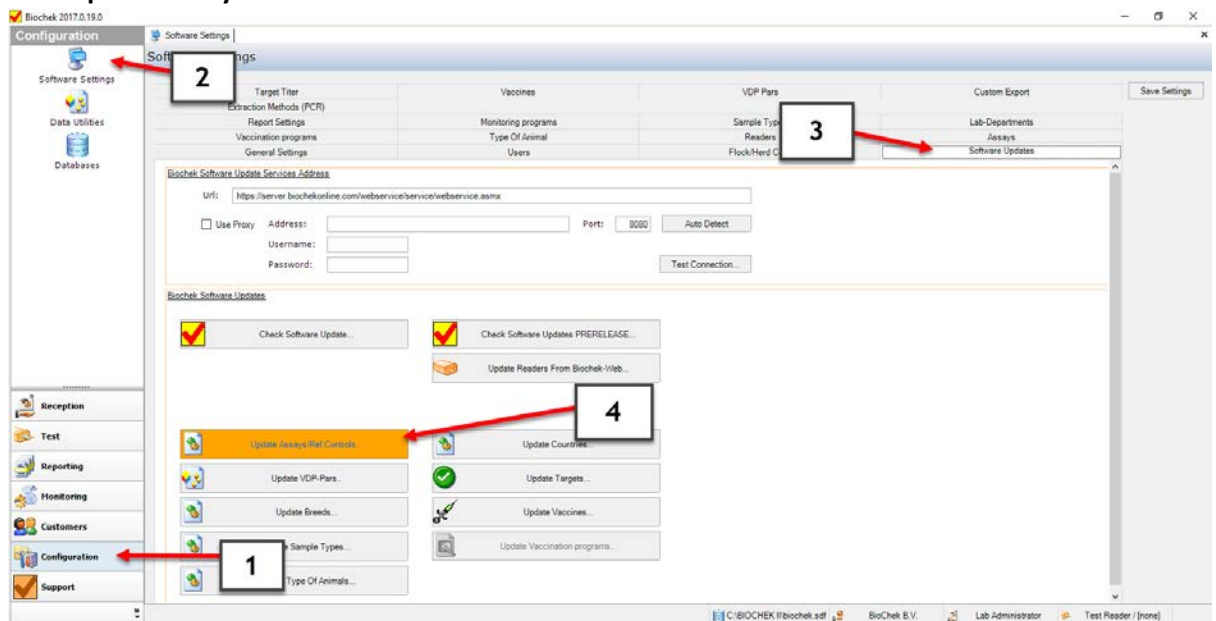 Biochek 2017.0.19.0
Configuration
Software Settings
Software Settings
Data Utilities
Databases
2
Target Titer
Vaccines
VDP Pars
Custom Export
Save Settings
Extraction Methods (PCR)
Report Settings
Monitoring programs
Lab-Departments
Vaccination programs
Type Of Animal
Readers
Assays
General Settings
Users
Software Updates
3
Biochek Software Update Services Address
Url: https://server.biochekonline.com/webservice/service/webservice.asmx
Use Proxy Address: Port: 8080 Auto Detect
Username:
Password: Test Connection...
Biochek Software Updates
Check Software Update...
Check Software Updates PRERELEASE...
Update Readers From Biochek-Web...
4
Update Assays/Ref.Controls...
Update Countries...
Update VDP-Pars..
Update Targets...
Update Breeds...
Update Vaccines...
Sample Types...
Update Vaccination programs...
Type Of Animals...
Reception
Test
Reporting
Monitoring
Customers
Configuration
Support
1
C:\BIOCHEK II\biochek.sdf
BioChek B.V.
Lab Administrator
Test Reader / [none]